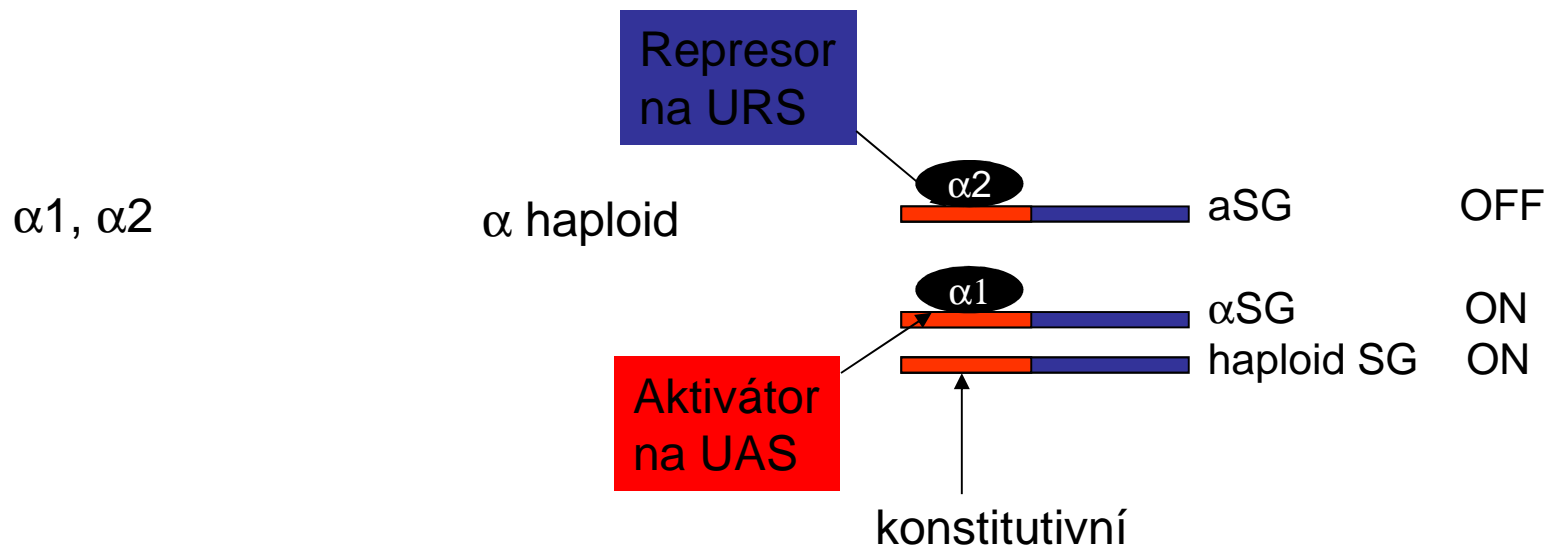 Represor
na URS
α2
aSG OFF
α1, α2 α haploid
α1
αSG ON
haploid SG ON
Aktivátor
na UAS
konstitutivní